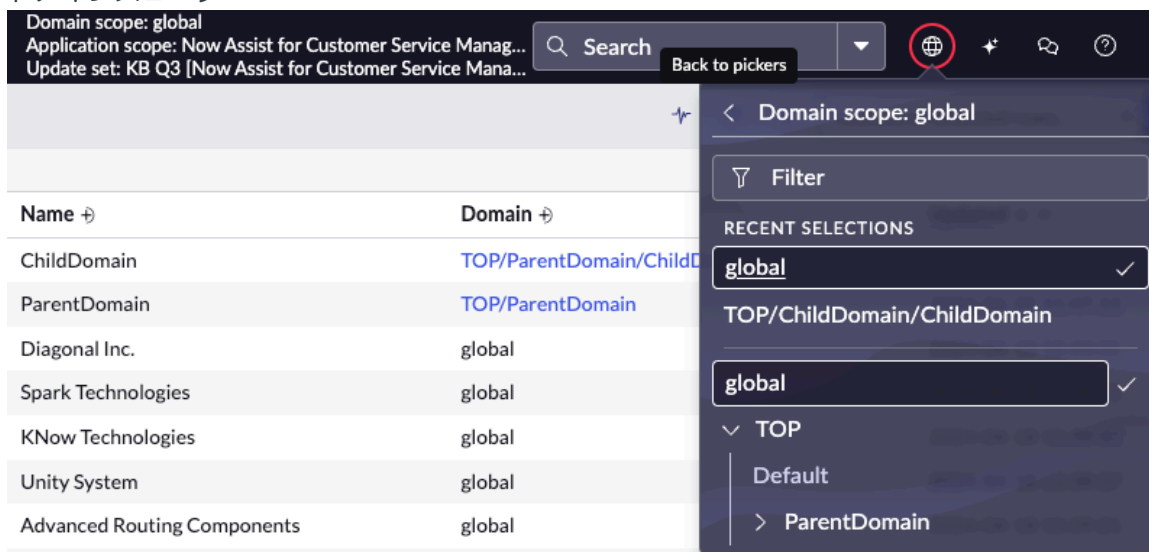 Domain scope: global
Application scope: Now Assist for Customer Service Manag...
Update set: KB Q3 [Now Assist for Customer Service Mana...
Search
Back to pickers
Domain scope: global
Filter
RECENT SELECTIONS
global
TOP/ChildDomain/ChildDomain
global
TOP
Default
ParentDomain
Name Domain
ChildDomain TOP/ParentDomain/ChildD
ParentDomain TOP/ParentDomain
Diagonal Inc. global
Spark Technologies global
KNow Technologies global
Unity System global
Advanced Routing Components global